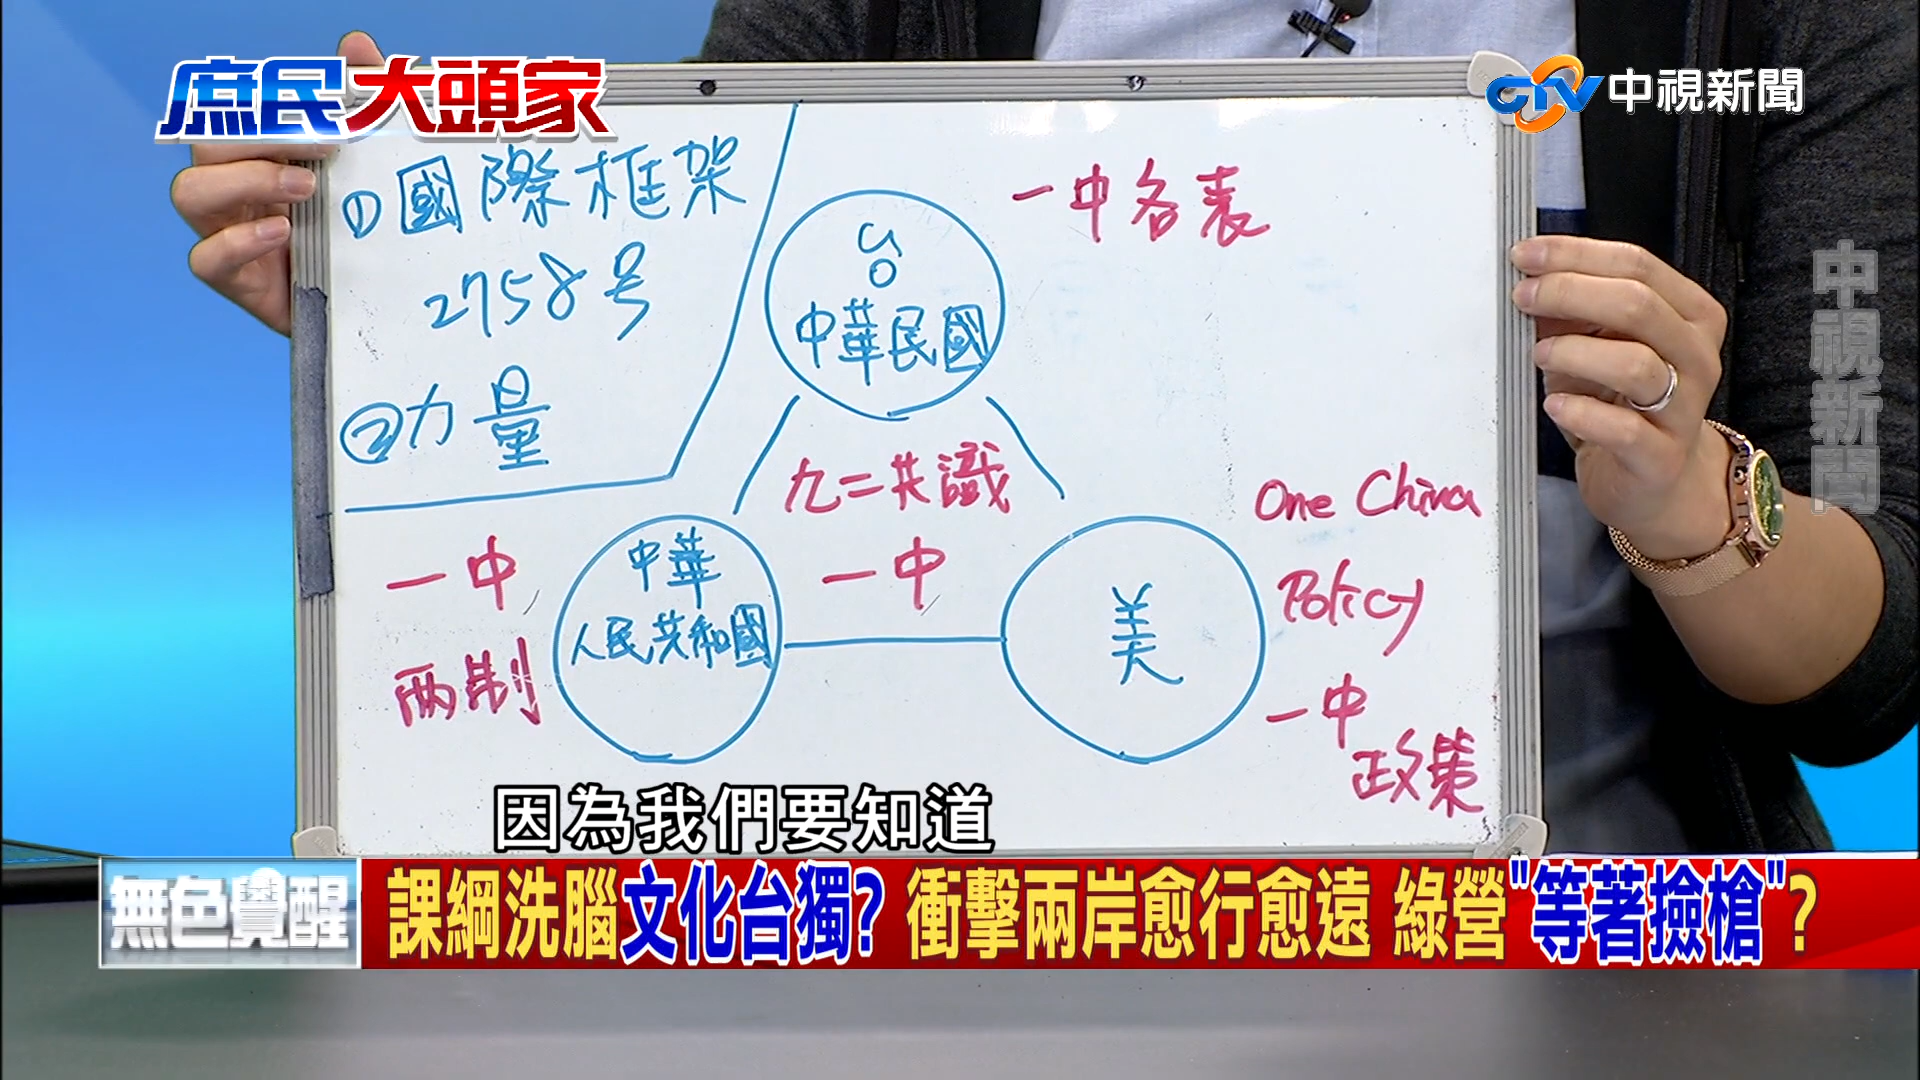 庶民大頭家
CTV中視新聞
中視新聞
①國際框架
2758号
②力量
台
中華民國
一中各表
九二共識
一中
一中
两制
中華
人民共和國
美
One China
Policy
一中
政策
因為我們要知道
無色覺醒
課綱洗腦文化台獨? 衝擊兩岸愈行愈遠 綠營"等著撿槍"?